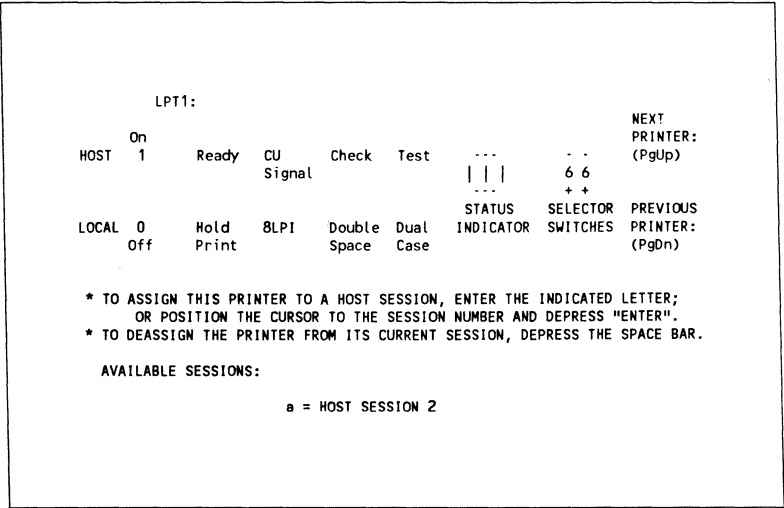 LPT1:
NEXT
On PRINTER:
HOST 1 Ready CU Check Test - - - - - (PgUp)
Signal | | | 6 6
- - - + +
STATUS SELECTOR PREVIOUS
LOCAL 0 Hold 8LPI Double Dual INDICATOR SWITCHES PRINTER:
Off Print Space Case (PgDn)
* TO ASSIGN THIS PRINTER TO A HOST SESSION, ENTER THE INDICATED LETTER;
OR POSITION THE CURSOR TO THE SESSION NUMBER AND DEPRESS "ENTER".
* TO DEASSIGN THE PRINTER FROM ITS CURRENT SESSION, DEPRESS THE SPACE BAR.
AVAILABLE SESSIONS:
a = HOST SESSION 2